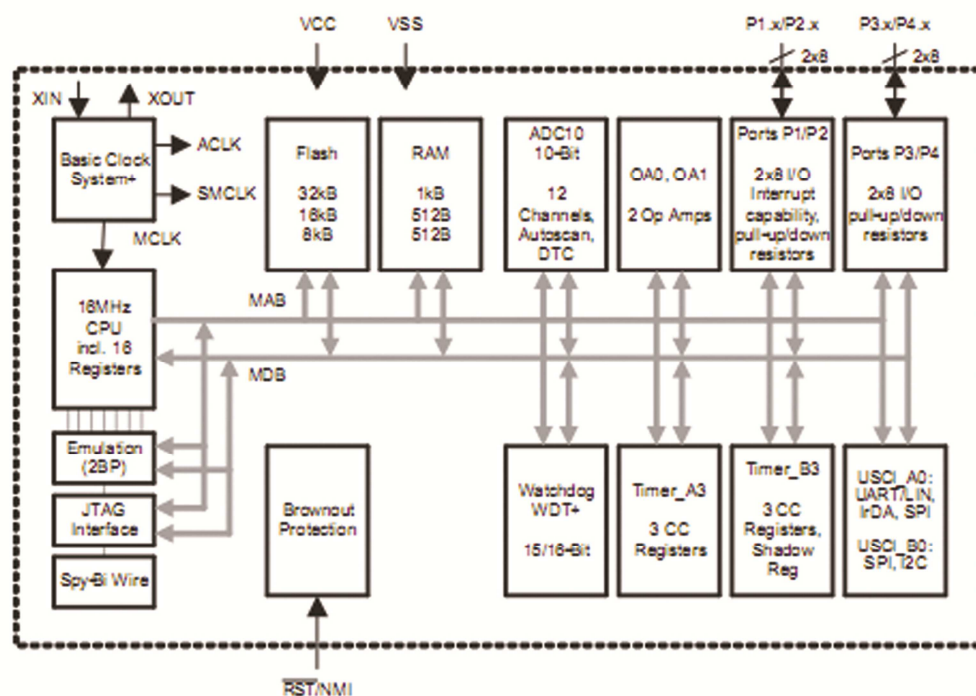 VCC
VSS
P1.x/P2.x
P3.x/P4.x
2x8
2x8
XIN
XOUT
Basic Clock
System+
ACLK
SMCLK
MCLK
Flash
32kB
16kB
8kB
RAM
1kB
512B
512B
ADC10
10-Bit
12
Channels,
Autoscan,
DTC
OA0, OA1
2 Op Amps
Ports P1/P2
2x8 I/O
Interrupt
capability,
pull-up/down
resistors
Ports P3/P4
2x8 I/O
pull-up/down
resistors
16MHz
CPU
incl. 16
Registers
MAB
MDB
Emulation
(2BP)
JTAG
Interface
Spy-Bi Wire
Brownout
Protection
Watchdog
WDT+
15/16-Bit
Timer_A3
3 CC
Registers
Timer_B3
3 CC
Registers,
Shadow
Reg
USCI_A0:
UART/LIN,
IrDA, SPI
USCI_B0:
SPI, I2C
RST/NMI